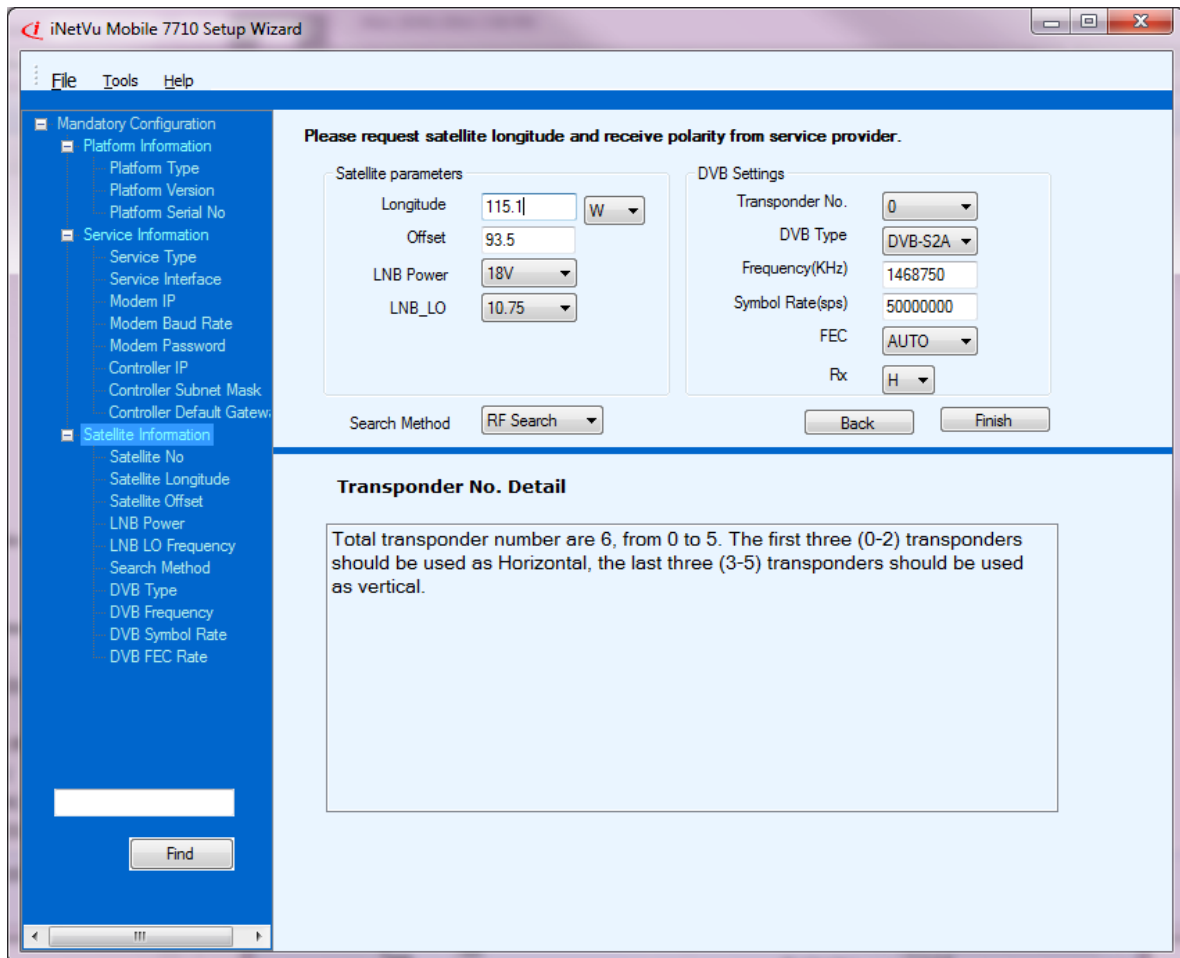 iNetVu Mobile 7710 Setup Wizard
File Tools Help
Mandatory Configuration
Platform Information
Platform Type
Platform Version
Platform Serial No
Service Information
Service Type
Service Interface
Modem IP
Modem Baud Rate
Modem Password
Controller IP
Controller Subnet Mask
Controller Default Gatew
Satellite Information
Satellite No
Satellite Longitude
Satellite Offset
LNB Power
LNB LO Frequency
Search Method
DVB Type
DVB Frequency
DVB Symbol Rate
DVB FEC Rate
Find
Please request satellite longitude and receive polarity from service provider.
Satellite parameters
Longitude 115.1 W
Offset 93.5
LNB Power 18V
LNB_LO 10.75
DVB Settings
Transponder No. 0
DVB Type DVB-S2A
Frequency(KHz) 1468750
Symbol Rate(sps) 50000000
FEC AUTO
Rx H
Search Method RF Search
Back Finish
Transponder No. Detail
Total transponder number are 6, from 0 to 5. The first three (0-2) transponders
should be used as Horizontal, the last three (3-5) transponders should be used
as vertical.